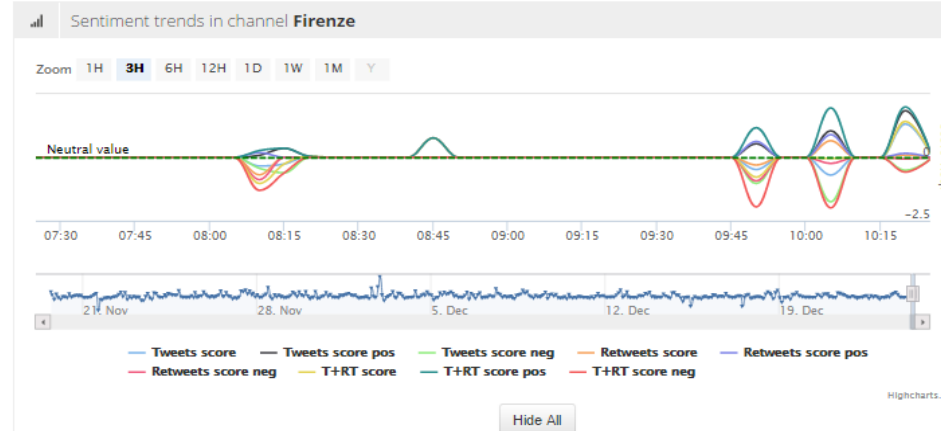 Sentiment trends in channel Firenze
Zoom 1H 3H 6H 12H 1D 1W 1M Y
Neutral value
-2.5
07:30 07:45 08:00 08:15 08:30 08:45 09:00 09:15 09:30 09:45 10:00 10:15
21. Nov 28. Nov 5. Dec 12. Dec 19. Dec
Tweets score Tweets score pos Tweets score neg Retweets score Retweets score pos
Retweets score neg T+RT score T+RT score pos T+RT score neg
Highcharts.
Hide All